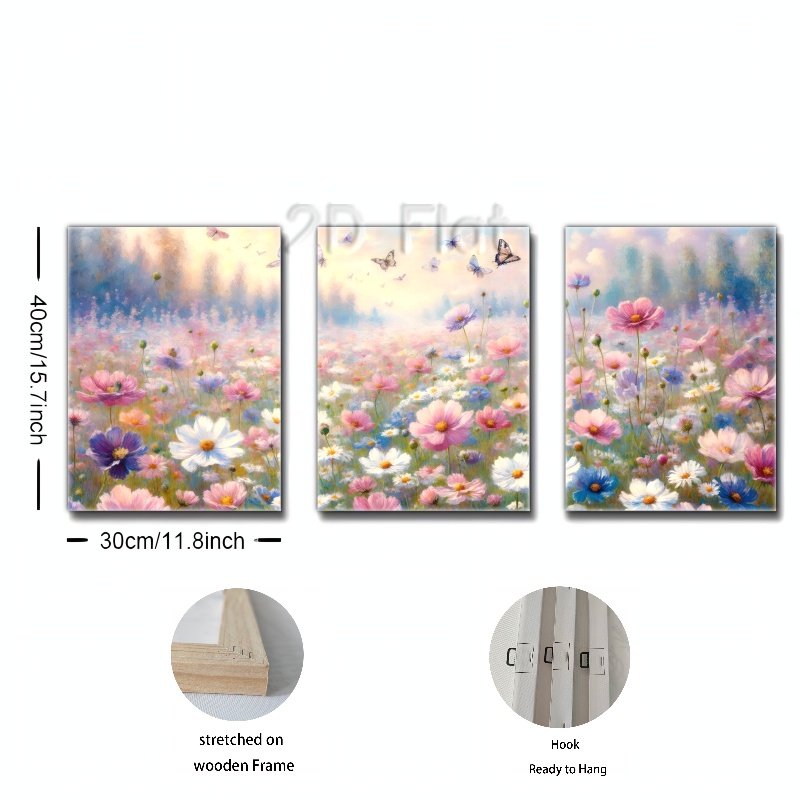 2D Flat
40cm/15.7inch
30cm/11.8inch
stretched on
wooden Frame
Hook
Ready to Hang